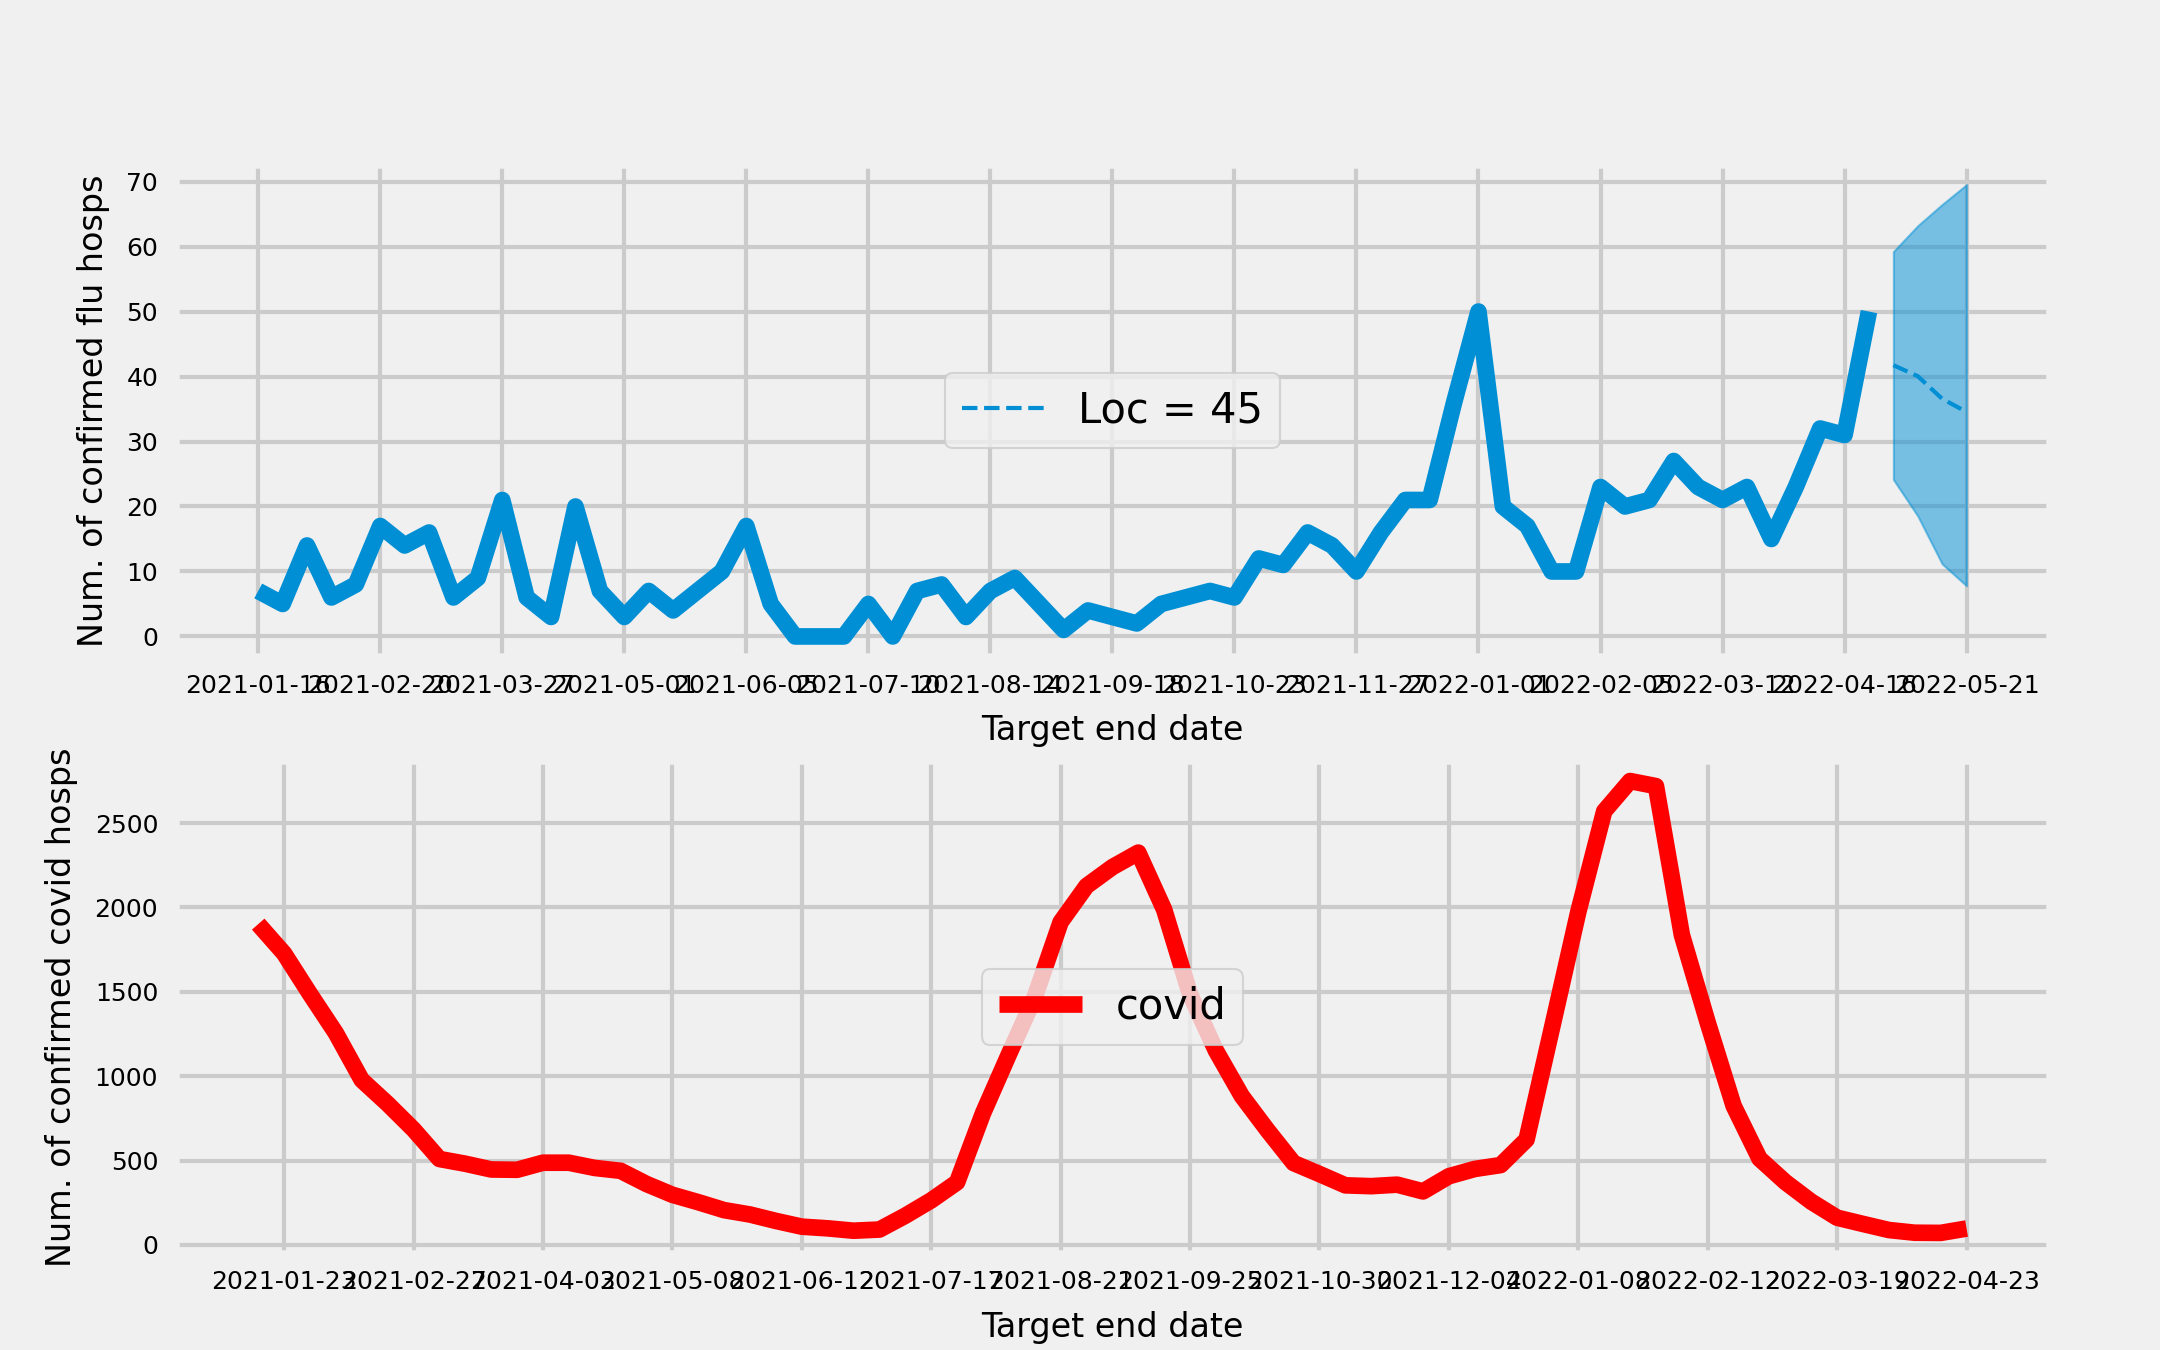 Num. of confirmed flu hosps
70
60
50
40
30
20
10
0
Loc = 45
2021-01-16 2021-02-20 2021-03-27 2021-05-01 2021-06-05 2021-07-10 2021-08-14 2021-09-18 2021-10-23 2021-11-27 2022-01-01 2022-02-05 2022-03-12 2022-04-16 2022-05-21
Target end date
Num. of confirmed covid hosps
2500
2000
1500
1000
500
0
covid
2021-01-23 2021-02-27 2021-04-03 2021-05-08 2021-06-12 2021-07-17 2021-08-21 2021-09-25 2021-10-30 2021-12-04 2022-01-08 2022-02-12 2022-03-19 2022-04-23
Target end date